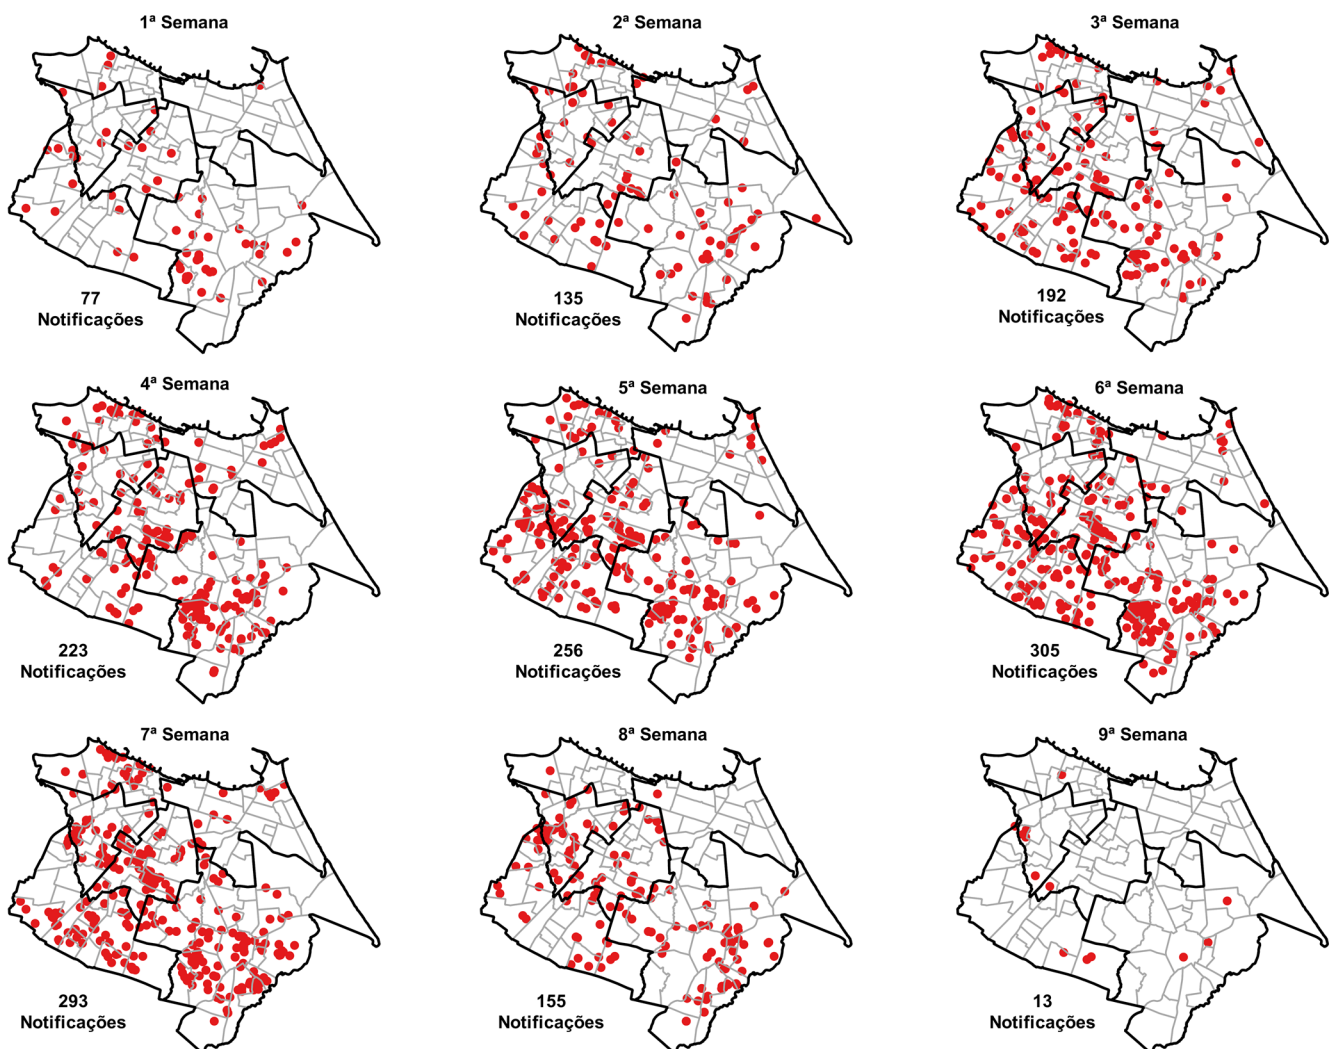 1ª Semana
2ª Semana
3ª Semana
77
Notificações
135
Notificações
192
Notificações
4ª Semana
5ª Semana
6ª Semana
223
Notificações
256
Notificações
305
Notificações
7ª Semana
8ª Semana
9ª Semana
293
Notificações
155
Notificações
13
Notificações